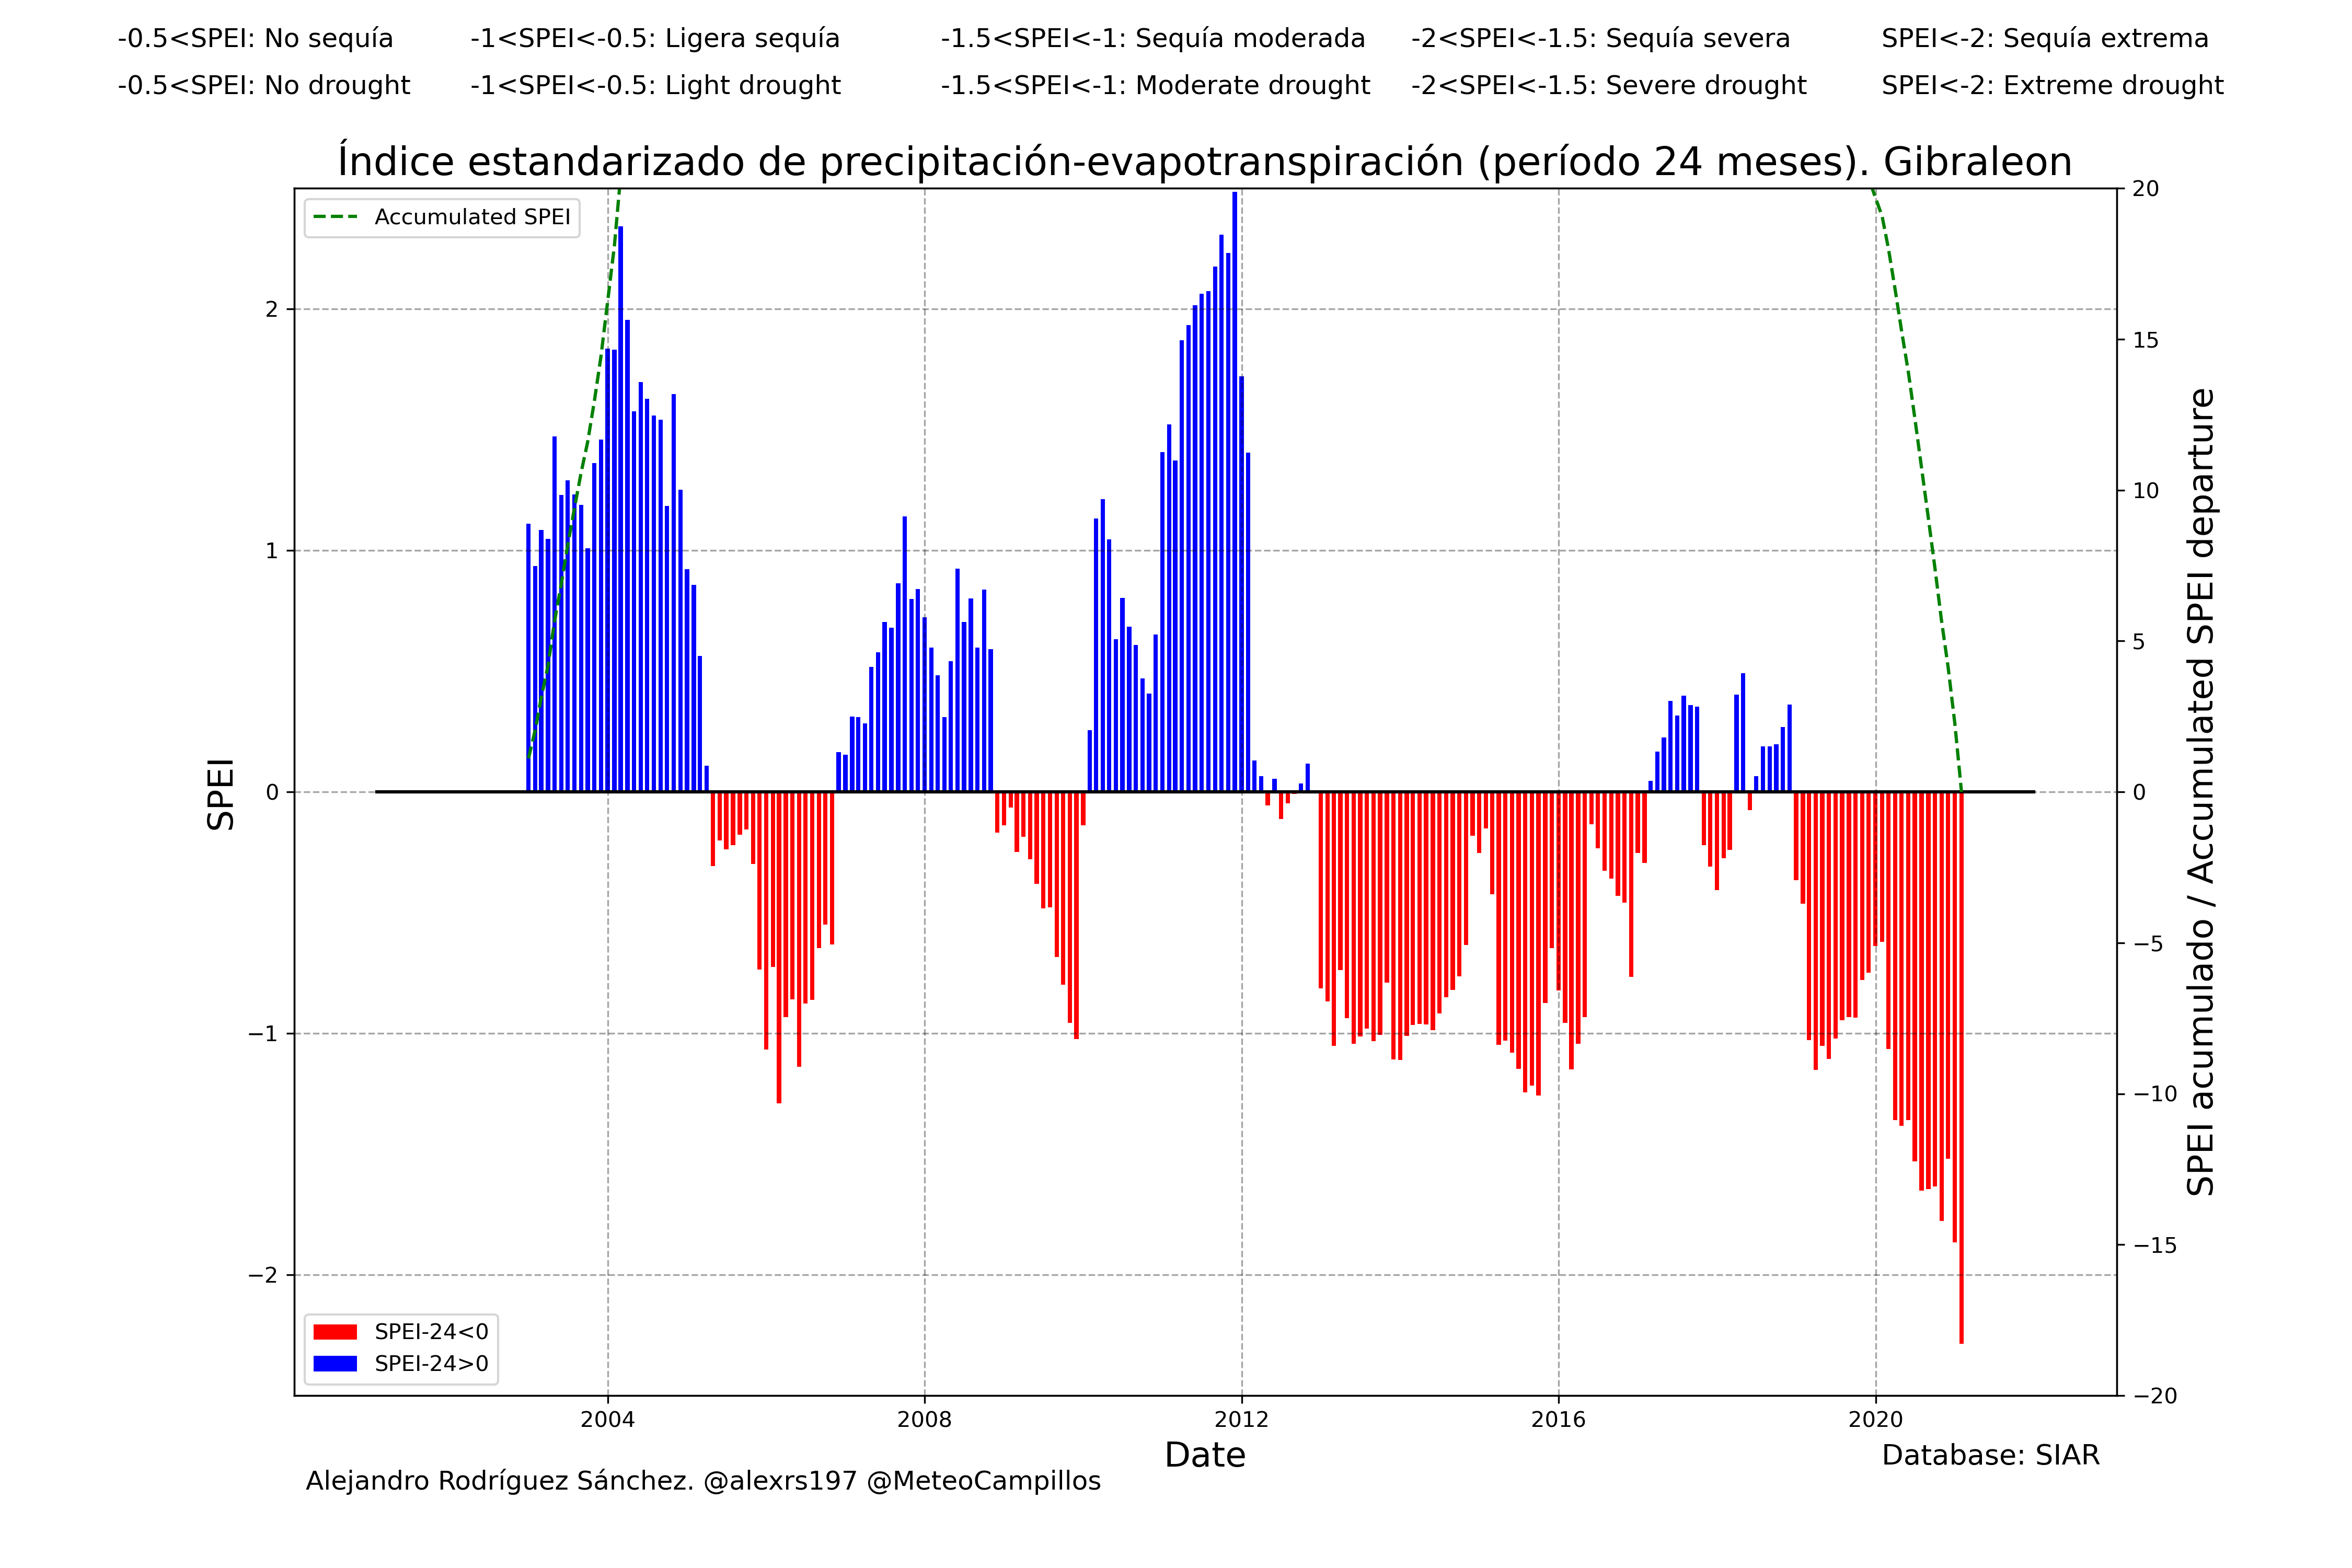 -0.5<SPEI: No sequía -1<SPEI<-0.5: Ligera sequía -1.5<SPEI<-1: Sequía moderada -2<SPEI<-1.5: Sequía severa SPEI<-2: Sequía extrema
-0.5<SPEI: No drought -1<SPEI<-0.5: Light drought -1.5<SPEI<-1: Moderate drought -2<SPEI<-1.5: Severe drought SPEI<-2: Extreme drought
Índice estandarizado de precipitación-evapotranspiración (período 24 meses). Gibraleon
Accumulated SPEI
2
1
0
−1
−2
SPEI
20
15
10
5
0
−5
−10
−15
−20
SPEI acumulado / Accumulated SPEI departure
SPEI-24<0
SPEI-24>0
2004 2008 2012 2016 2020
Date
Database: SIAR
Alejandro Rodríguez Sánchez. @alexrs197 @MeteoCampillos